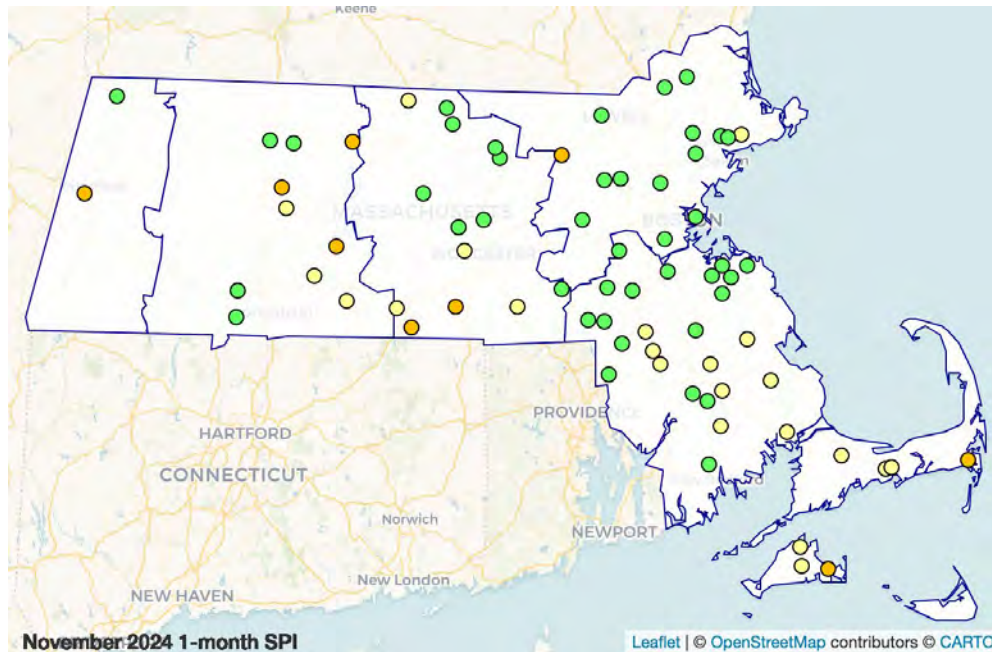 Keene
MASSACHUSETTS
BOSTON
WORCESTER
PROVIDENCE
HARTFORD
CONNECTICUT
Norwich
NEWPORT
New London
NEW HAVEN
November 2024 1-month SPI
Leaflet | © OpenStreetMap contributors © CARTO